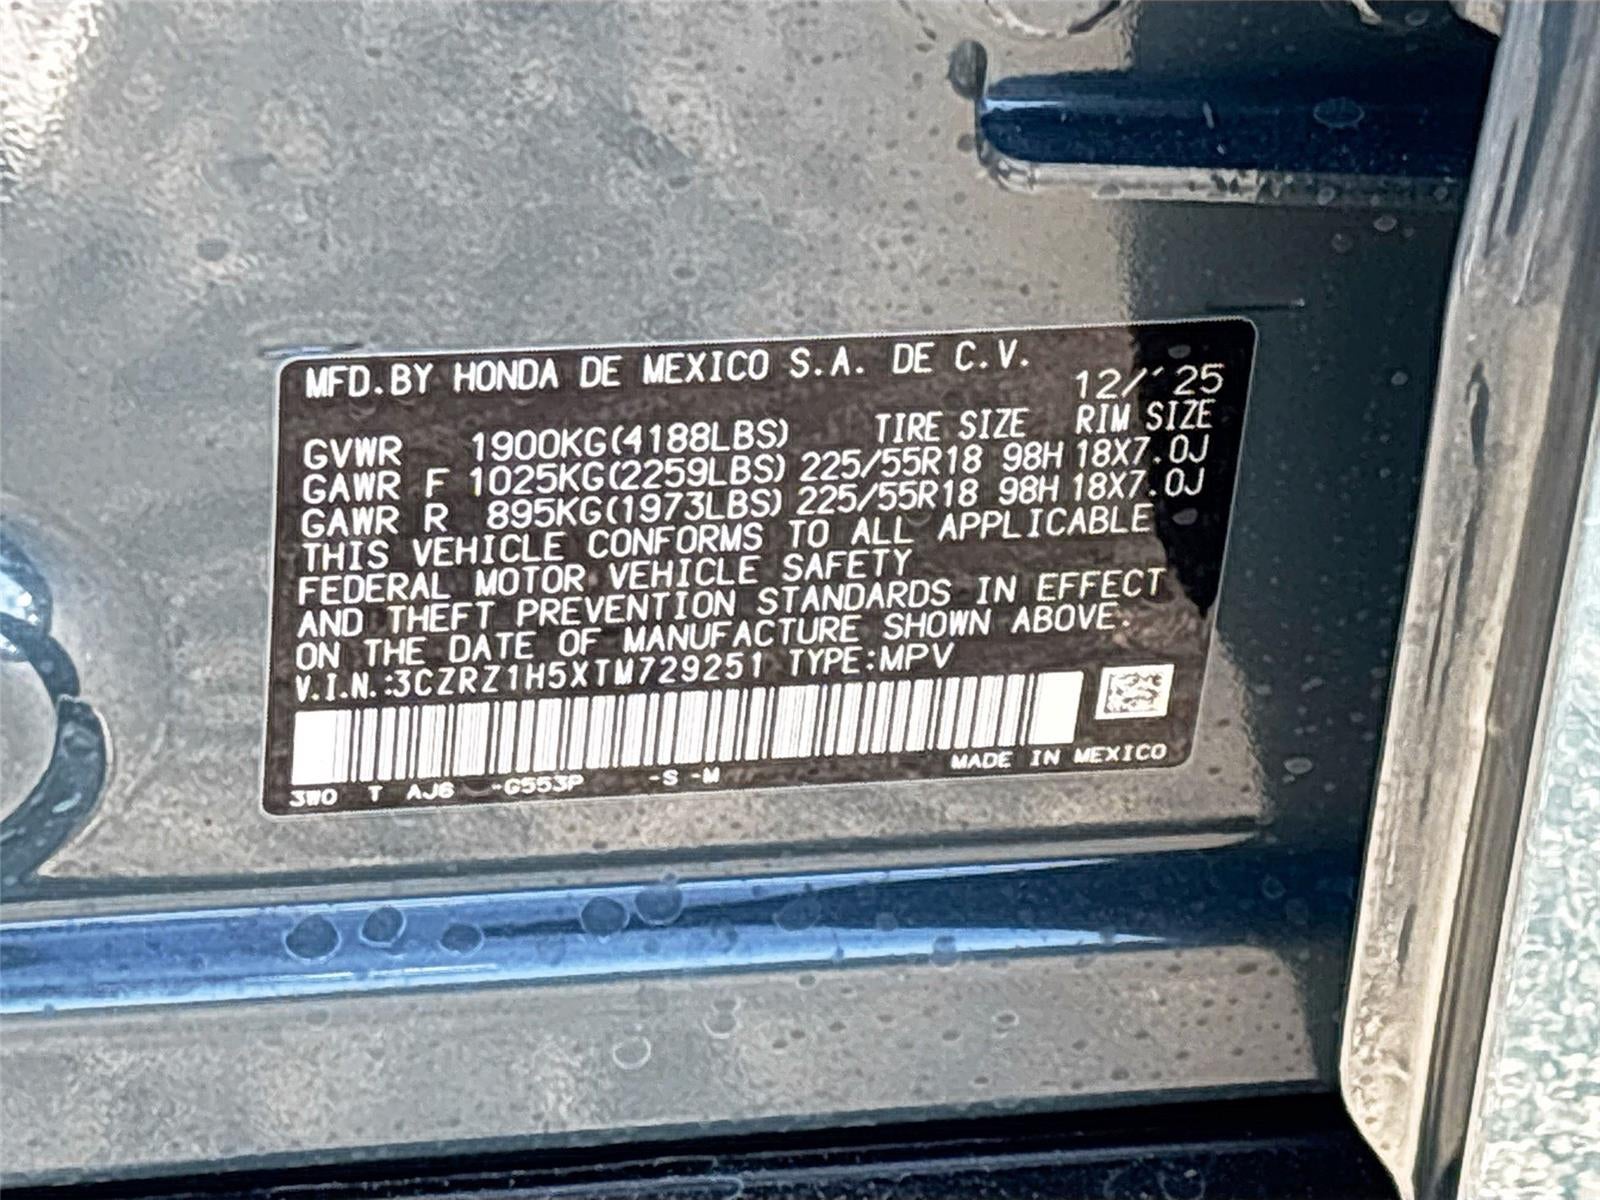 MFD.BY HONDA DE MEXICO S.A. DE C.V.
12/´25
TIRE SIZE RIM SIZE
GVWR 1900KG(4188LBS)
GAWR F 1025KG(2259LBS) 225/55R18 98H 18X7.0J
GAWR R 895KG(1973LBS) 225/55R18 98H 18X7.0J
THIS VEHICLE CONFORMS TO ALL APPLICABLE
FEDERAL MOTOR VEHICLE SAFETY
AND THEFT PREVENTION STANDARDS IN EFFECT
ON THE DATE OF MANUFACTURE SHOWN ABOVE.
V.I.N.:3CZRZ1H5XTM729251 TYPE:MPV
3W0 T AJ6 -G553P -S -M MADE IN MEXICO